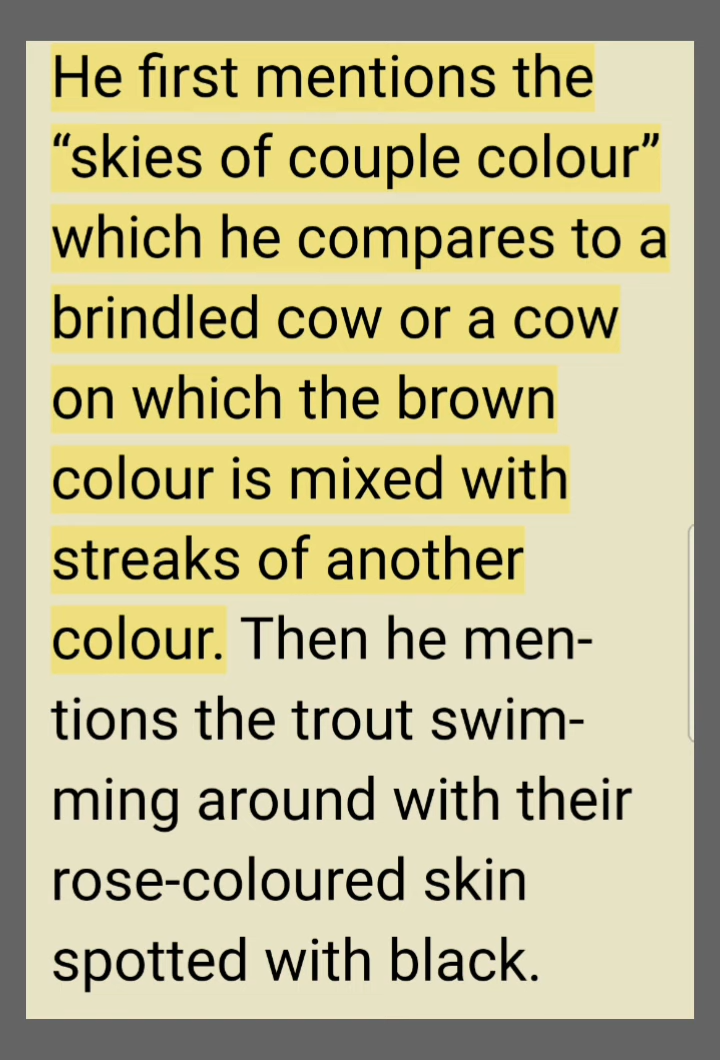 He first mentions the
“skies of couple colour”
which he compares to a
brindled cow or a cow
on which the brown
colour is mixed with
streaks of another
colour. Then he men-
tions the trout swim-
ming around with their
rose-coloured skin
spotted with black.